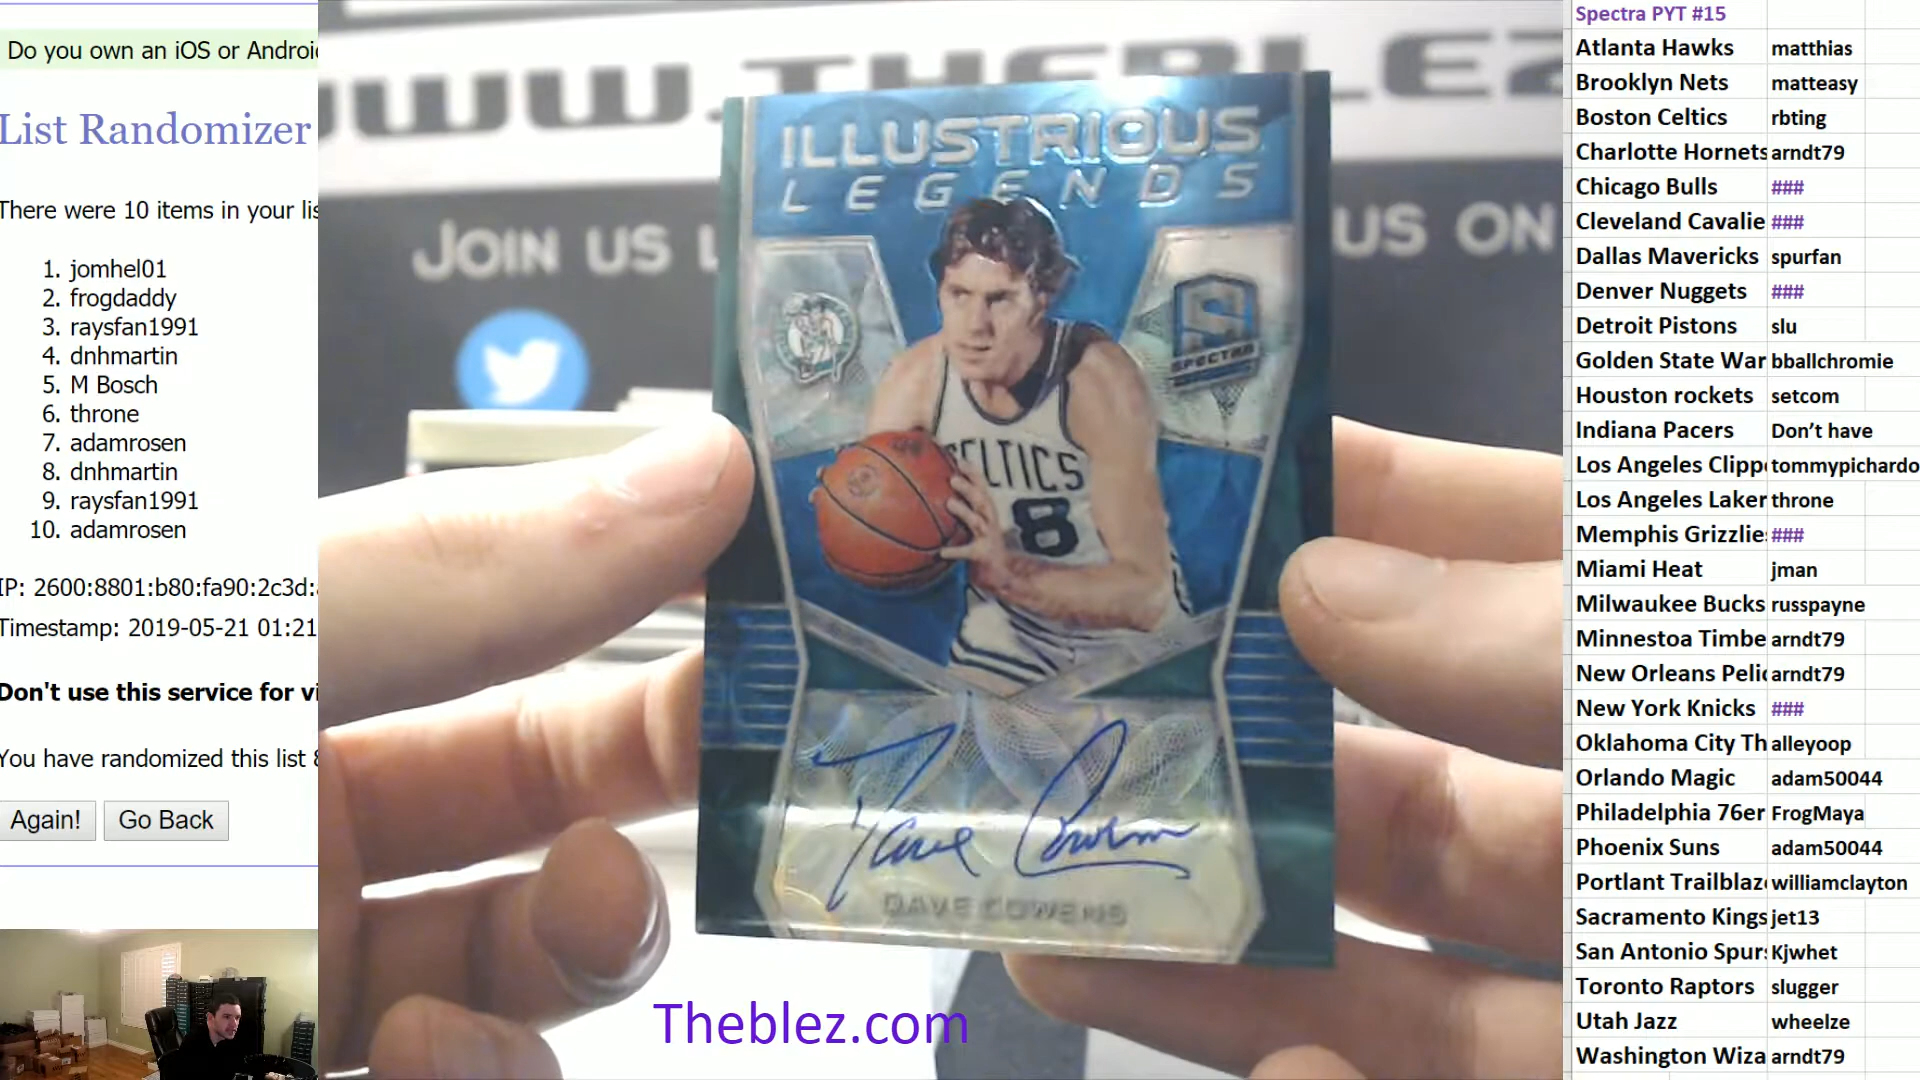 Do you own an iOS or Androi
List Randomizer
There were 10 items in your lis
1. jomhel01
2. frogdaddy
3. raysfan1991
4. dnhmartin
5. M Bosch
6. throne
7. adamrosen
8. dnhmartin
9. raysfan1991
10. adamrosen
IP: 2600:8801:b80:fa90:2c3d:
Timestamp: 2019-05-21 01:21
Don't use this service for vi
You have randomized this list
Again! Go Back
WWW.THEBLEZ
JOIN US L
US ON
ILLUSTRIOUS
LEGENDS
SPECTRA
CELTICS
8
Dave Cowens
DAVE COWENS
Theblez.com
Spectra PYT #15
Atlanta Hawks matthias
Brooklyn Nets matteasy
Boston Celtics rbting
Charlotte Hornets arndt79
Chicago Bulls ###
Cleveland Cavalie ###
Dallas Mavericks spurfan
Denver Nuggets ###
Detroit Pistons slu
Golden State War bballchromie
Houston rockets setcom
Indiana Pacers Don’t have
Los Angeles Clipp tommypichardo
Los Angeles Laker throne
Memphis Grizzlie ###
Miami Heat jman
Milwaukee Bucks russpayne
Minnestoa Timbe arndt79
New Orleans Peli arndt79
New York Knicks ###
Oklahoma City Th alleyoop
Orlando Magic adam50044
Philadelphia 76er FrogMaya
Phoenix Suns adam50044
Portlant Trailblaz williamclayton
Sacramento Kings jet13
San Antonio Spur Kjwhet
Toronto Raptors slugger
Utah Jazz wheelze
Washington Wiza arndt79